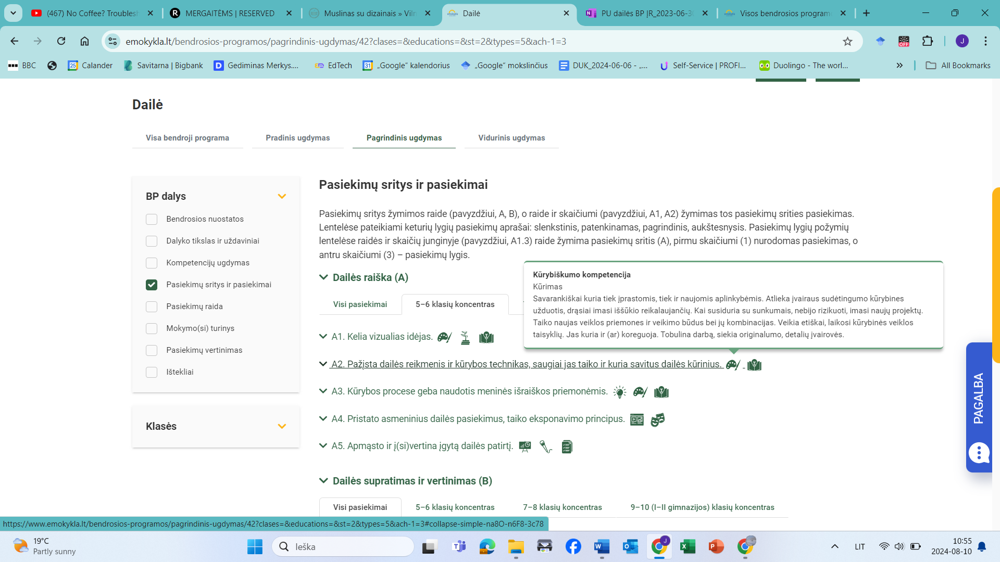 (467) No Coffee? Troublesh
MERGAITĖMS | RESERVED
Muslinas su dizainais » Viln
Dailė
PU dailės BP ĮR_2023-06-30
Visos bendrosios program
emokykla.lt/bendrosios-programos/pagrindinis-ugdymas/42?clases=&educations=&st=2&types=5&ach-1=3
OFF
J
BBC
25 Calander
Savitarna | Bigbank
Gediminas Merkys....
EdTech
31 „Google“ kalendorius
„Google“ mokslinčius
DUK_2024-06-06 - „...
Self-Service | PROFI...
Duolingo - The worl...
All Bookmarks
Dailė
Visa bendroji programa
Pradinis ugdymas
Pagrindinis ugdymas
Vidurinis ugdymas
BP dalys
Bendrosios nuostatos
Dalyko tikslas ir uždaviniai
Kompetencijų ugdymas
Pasiekimų sritys ir pasiekimai
Pasiekimų raida
Mokymo(si) turinys
Pasiekimų vertinimas
Ištekliai
Klasės
Pasiekimų sritys ir pasiekimai
Pasiekimų sritys žymimos raide (pavyzdžiui, A, B), o raide ir skaičiumi (pavyzdžiui, A1, A2) žymimas tos pasiekimų srities pasiekimas.
Lentelėse pateikiami keturių lygių pasiekimų aprašai: slenkstinis, patenkinamas, pagrindinis, aukštesnysis. Pasiekimų lygių požymių
lentelėse raidės ir skaičių junginyje (pavyzdžiui, A1.3) raide žymima pasiekimų sritis (A), pirmu skaičiumi (1) nurodomas pasiekimas, o
antru skaičiumi (3) – pasiekimų lygis.
Dailės raiška (A)
Visi pasiekimai
5–6 klasių koncentras
Kūrybiškumo kompetencija
Kūrimas
Savarankiškai kuria tiek įprastomis, tiek ir naujomis aplinkybėmis. Atlieka įvairaus sudėtingumo kūrybines
užduotis, drąsiai imasi iššūkio reikalaujančių. Kai susiduria su sunkumais, nebijo rizikuoti, imasi naujų projektų.
Taiko naujas veiklos priemones ir veikimo būdus bei jų kombinacijas. Veikia etiškai, laikosi kūrybinės veiklos
taisyklių. Jas kuria ir (ar) koreguoja. Tobulina darbą, siekia originalumo, detalių įvairovės.
A1. Kelia vizualias idėjas.
A2. Pažįsta dailės reikmenis ir kūrybos technikas, saugiai jas taiko ir kuria savitus dailės kūrinius.
A3. Kūrybos procese geba naudotis meninės išraiškos priemonėmis.
A4. Pristato asmeninius dailės pasiekimus, taiko eksponavimo principus.
A5. Apmąsto ir į(si)vertina įgytą dailės patirtį.
Dailės supratimas ir vertinimas (B)
Visi pasiekimai
5–6 klasių koncentras
7–8 klasių koncentras
9–10 (I–II gimnazijos) klasių koncentras
PAGALBA
https://www.emokykla.lt/bendrosios-programos/pagrindinis-ugdymas/42?clases=&educations=&st=2&types=5&ach-1=3#collapse-simple-na8O-n6F8-3c78
19°C
Partly sunny
Ieška
LIT
10:55
2024-08-10